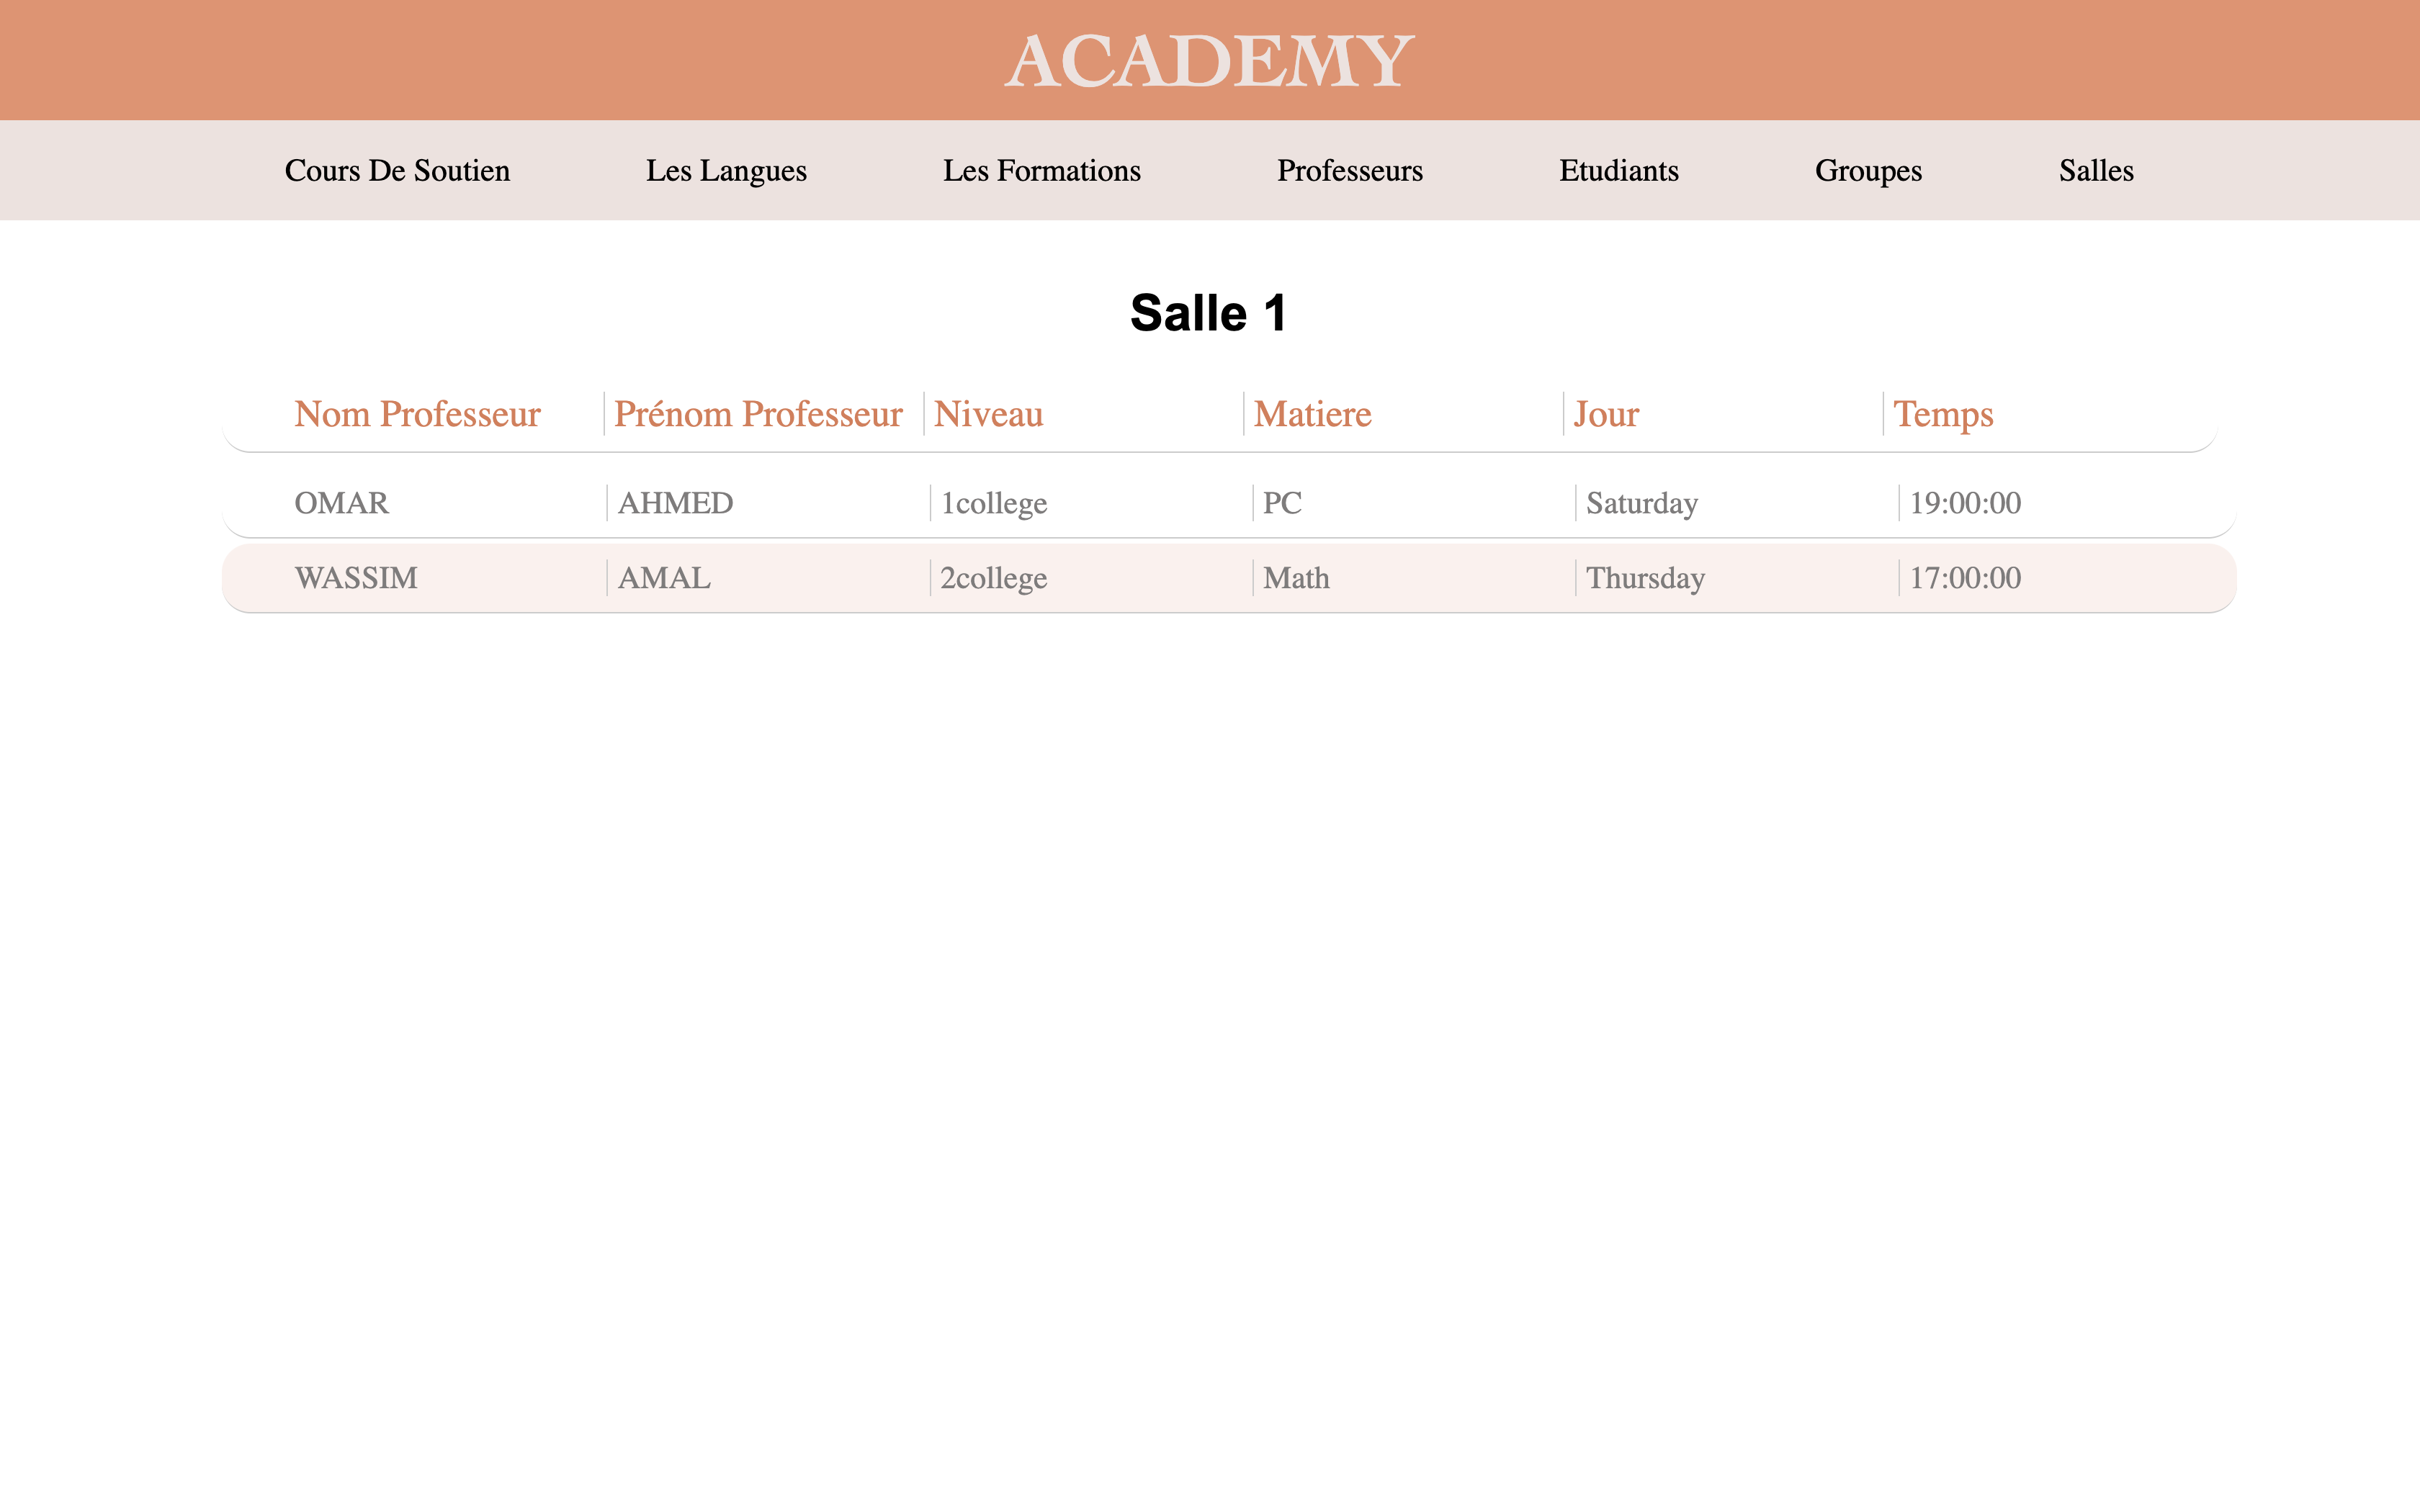 ACADEMY
Cours De Soutien Les Langues Les Formations Professeurs Etudiants Groupes Salles
Salle 1
Nom Professeur Prénom Professeur Niveau Matiere Jour Temps
OMAR AHMED 1college PC Saturday 19:00:00
WASSIM AMAL 2college Math Thursday 17:00:00